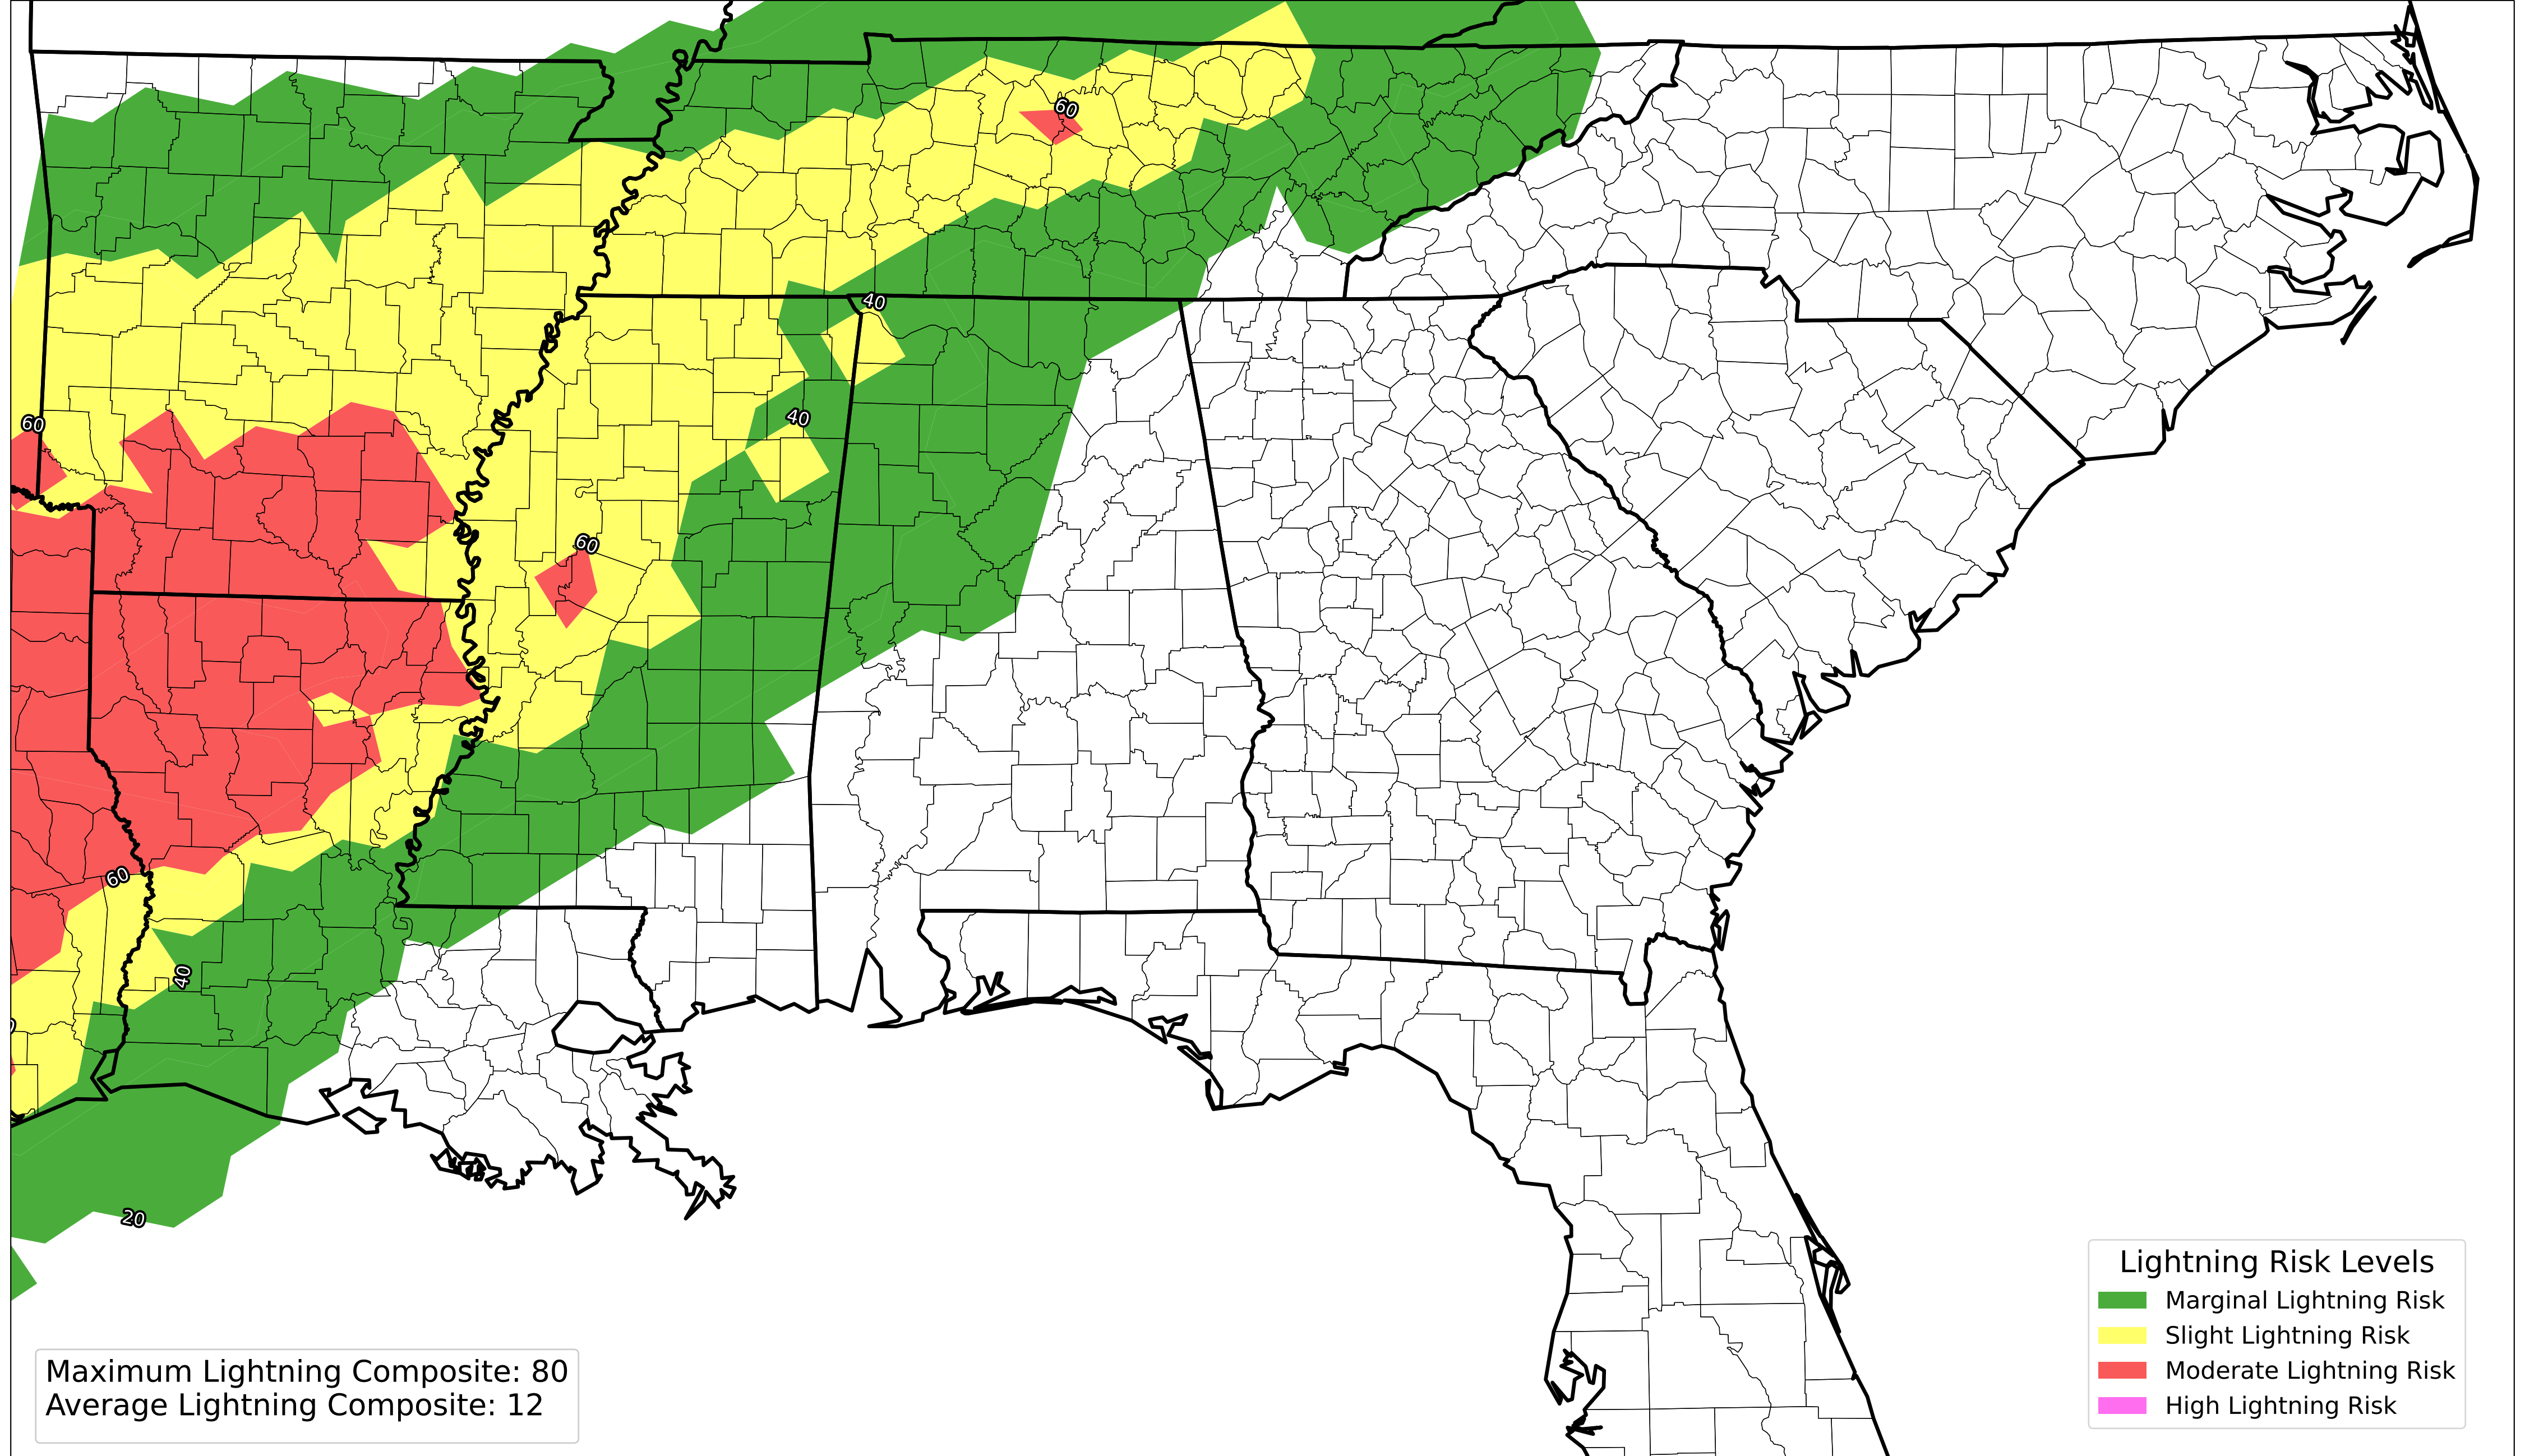 60
40
60
40
60
60
40
20
Lightning Risk Levels
Marginal Lightning Risk
Slight Lightning Risk
Moderate Lightning Risk
High Lightning Risk
Maximum Lightning Composite: 80
Average Lightning Composite: 12